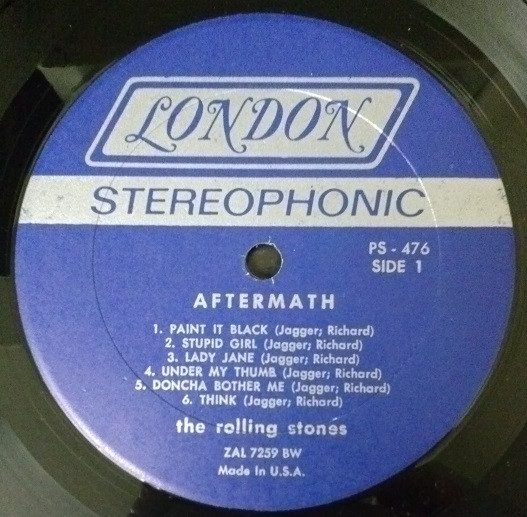 LONDON
STEREOPHONIC
PS - 476
SIDE 1
AFTERMATH
1. PAINT IT BLACK (Jagger; Richard)
2. STUPID GIRL (Jagger; Richard)
3. LADY JANE (Jagger; Richard)
4. UNDER MY THUMB (Jagger; Richard)
5. DONCHA BOTHER ME (Jagger; Richard)
6. THINK (Jagger; Richard)
the rolling stones
ZAL 7259 BW
Made In U.S.A.